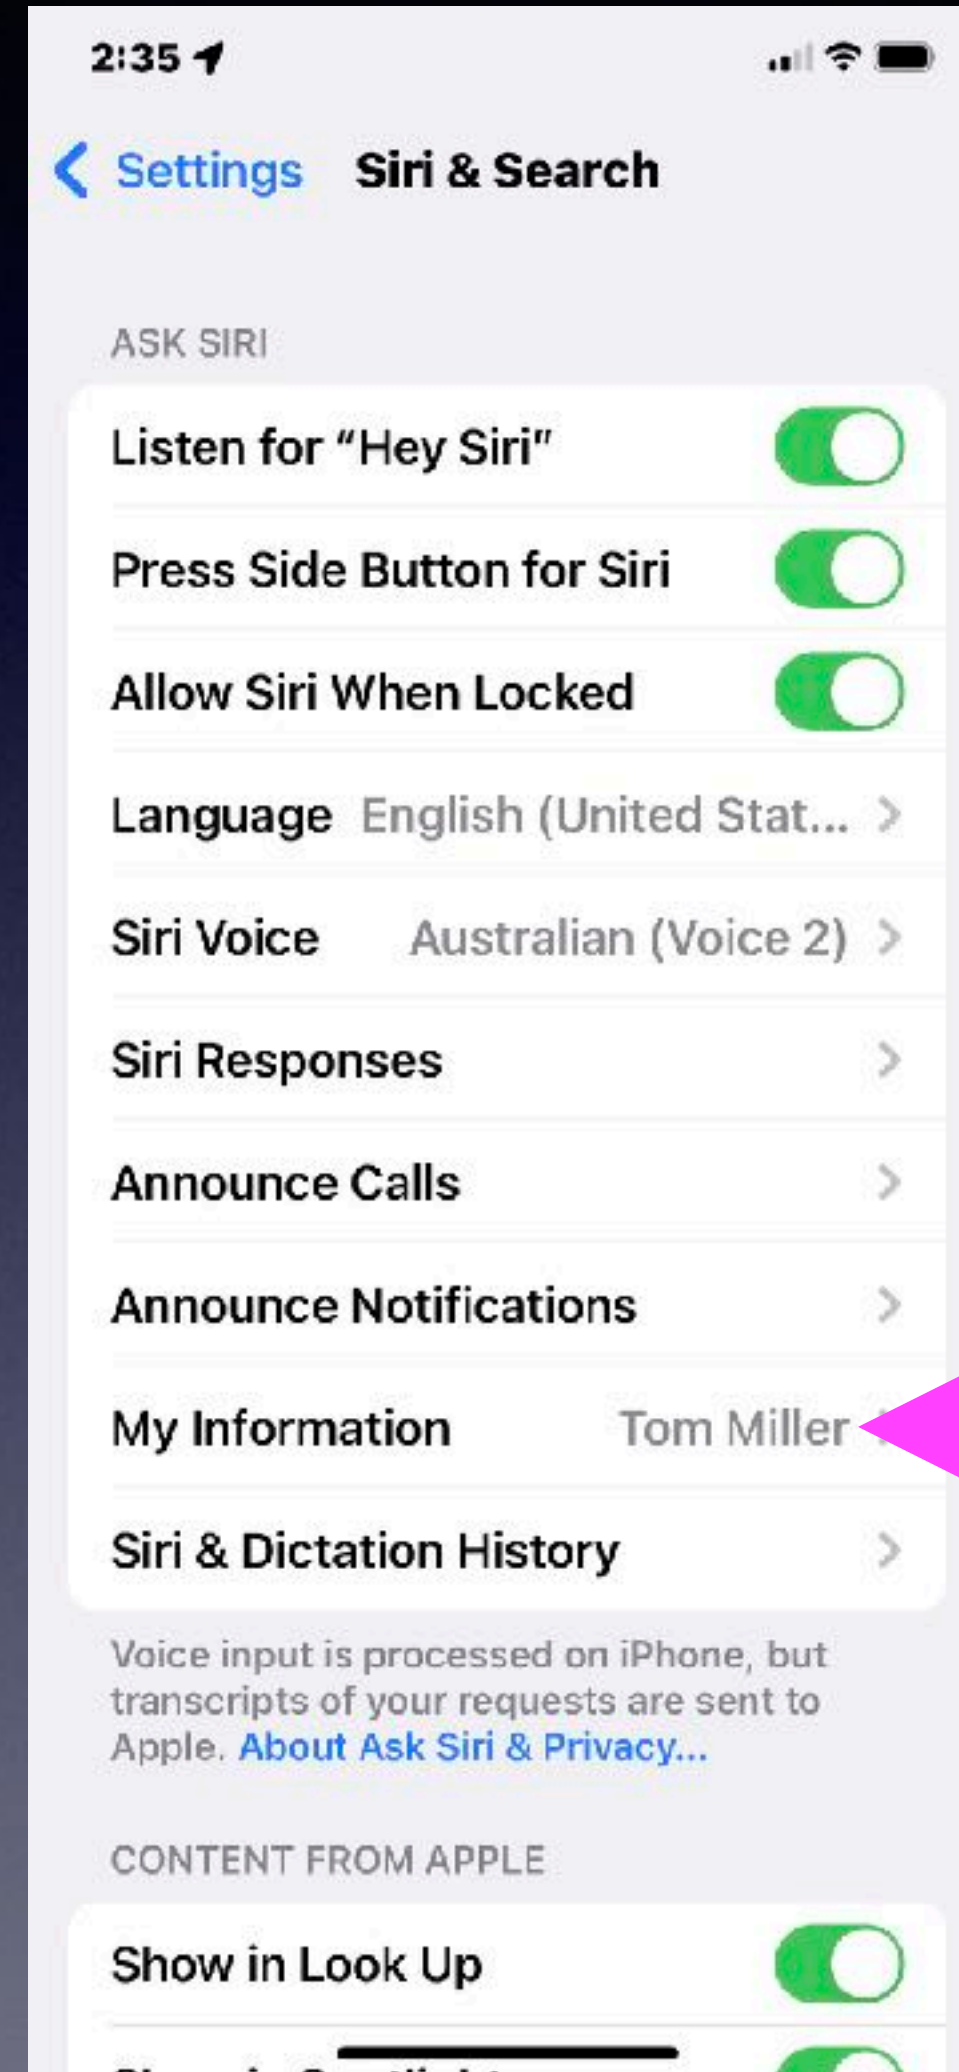 2:35
Settings Siri & Search
ASK SIRI
Listen for “Hey Siri”
Press Side Button for Siri
Allow Siri When Locked
Language English (United Stat...
Siri Voice Australian (Voice 2)
Siri Responses
Announce Calls
Announce Notifications
My Information Tom Miller
Siri & Dictation History
Voice input is processed on iPhone, but
transcripts of your requests are sent to
Apple. About Ask Siri & Privacy...
CONTENT FROM APPLE
Show in Look Up